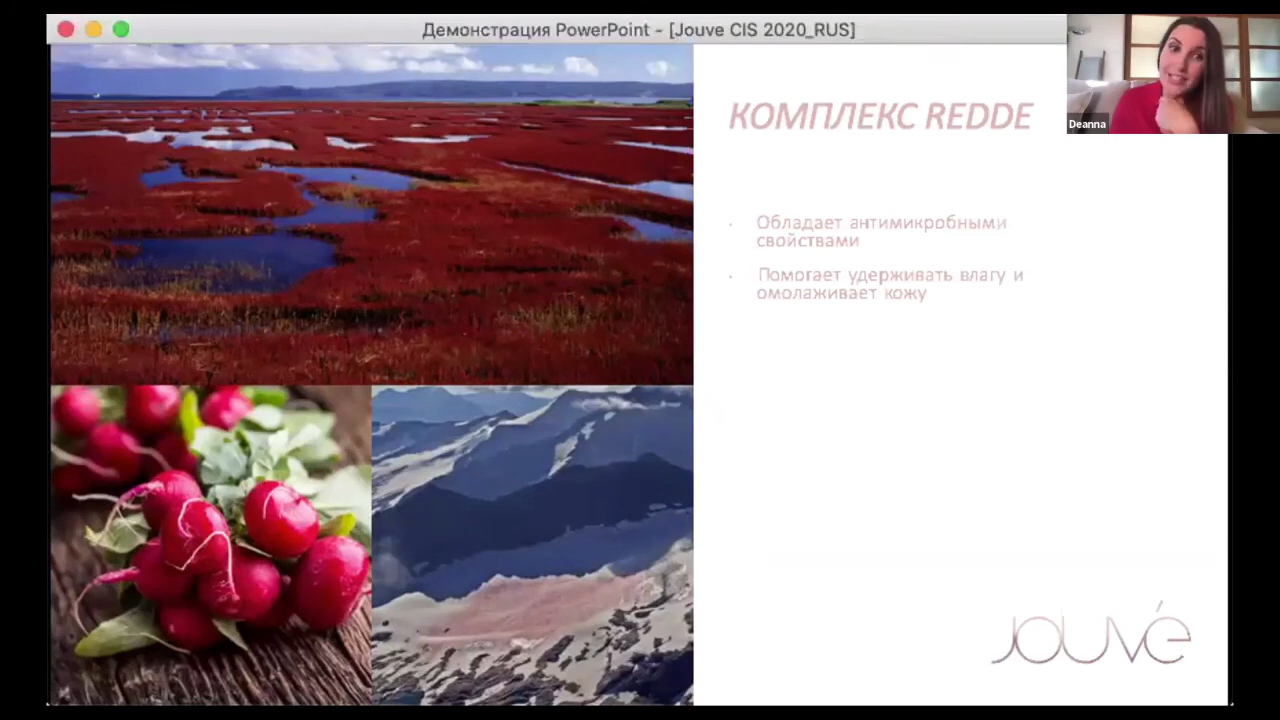 Демонстрация PowerPoint - [Jouve CIS 2020_RUS]
Deanna
КОМПЛЕКС REDDE
· Обладает антимикробными
свойствами
· Помогает удерживать влагу и
омолаживает кожу
JOUVÉ